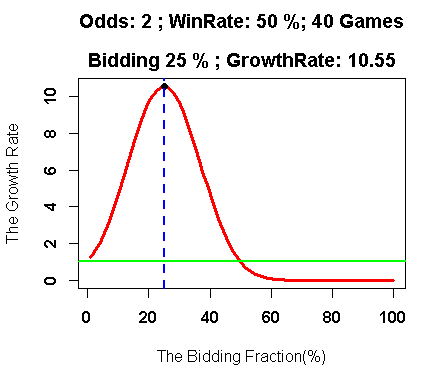 Odds: 2 ; WinRate: 50 %; 40 Games
Bidding 25 % ; GrowthRate: 10.55
The Growth Rate
10
8
6
4
2
0
0 20 40 60 80 100
The Bidding Fraction(%)